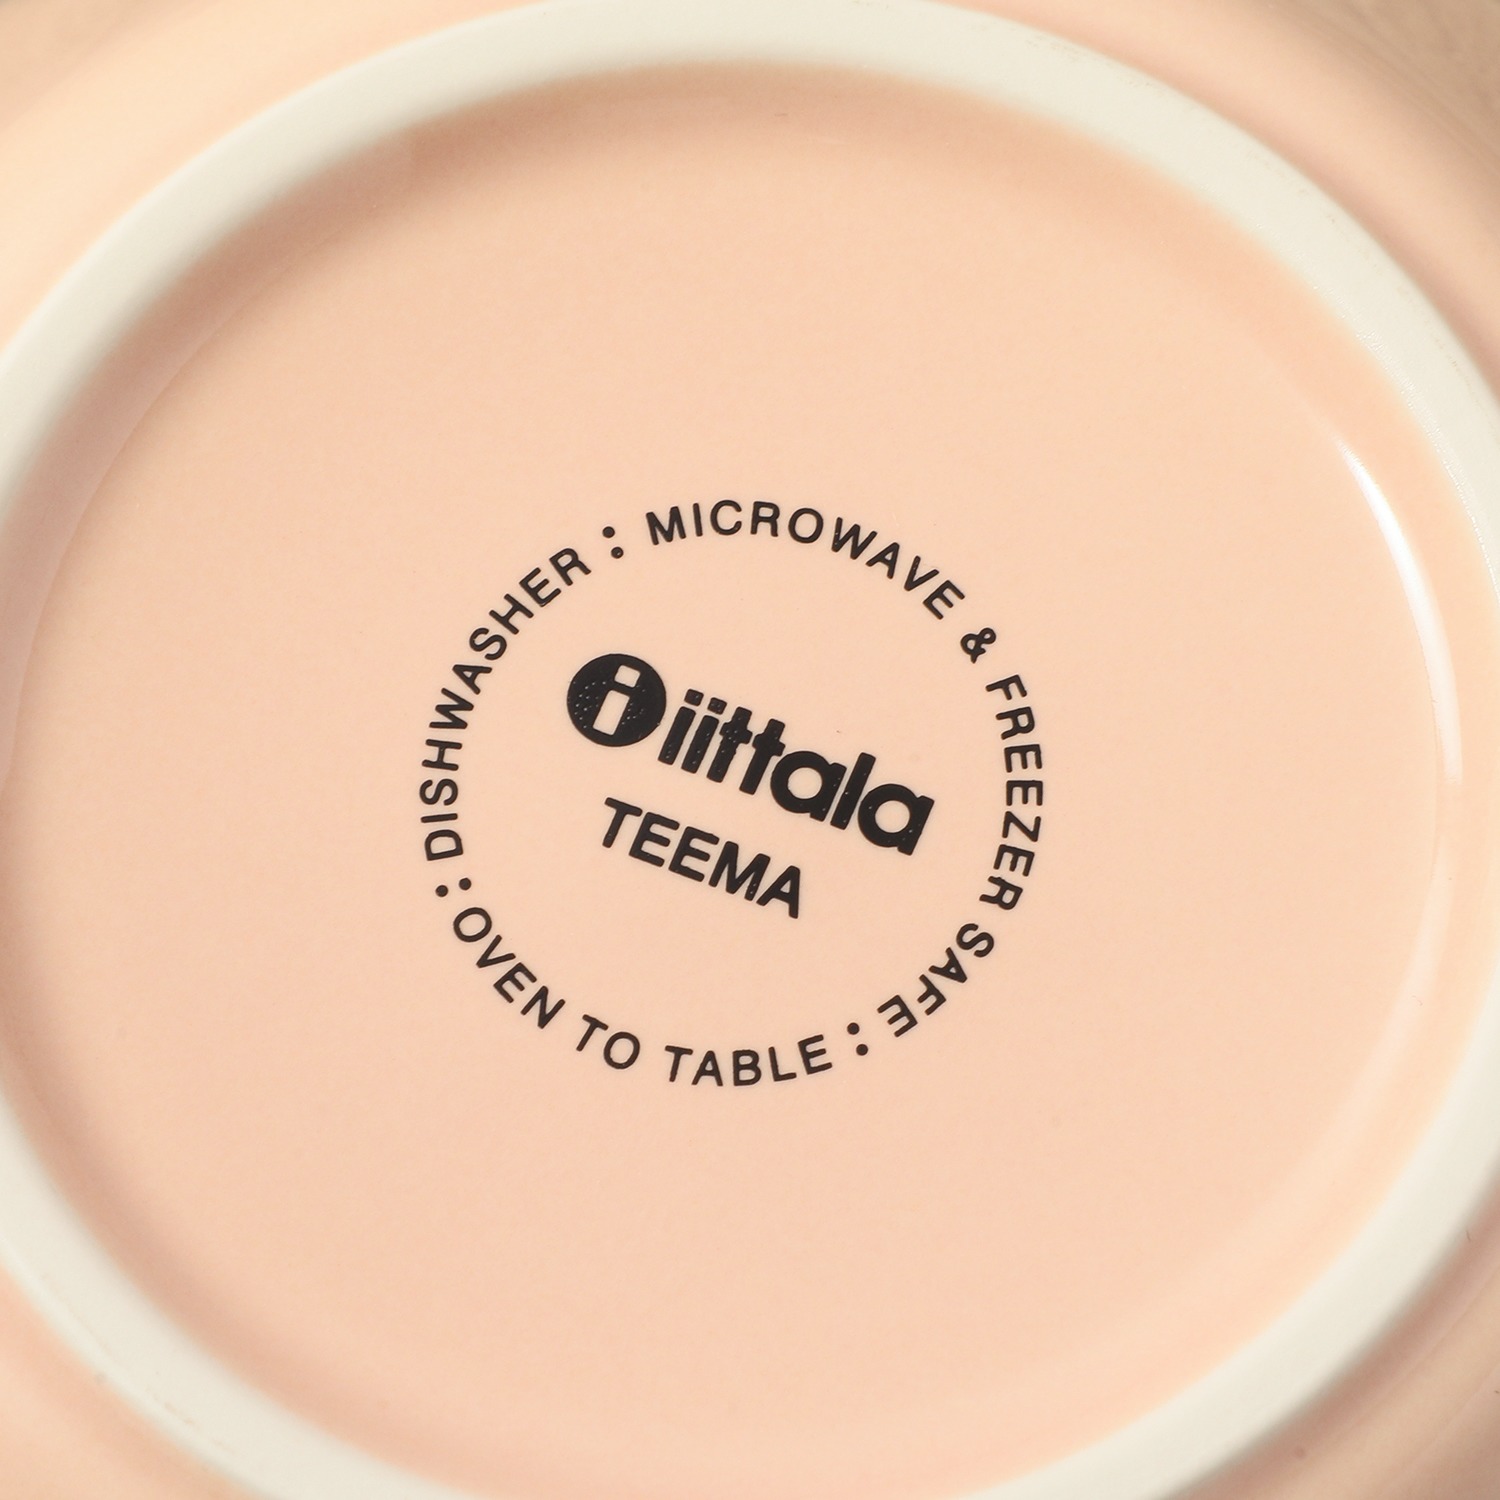 DISHWASHER : MICROWAVE & FREEZER SAFE :
i iittala
TEEMA
: OVEN TO TABLE